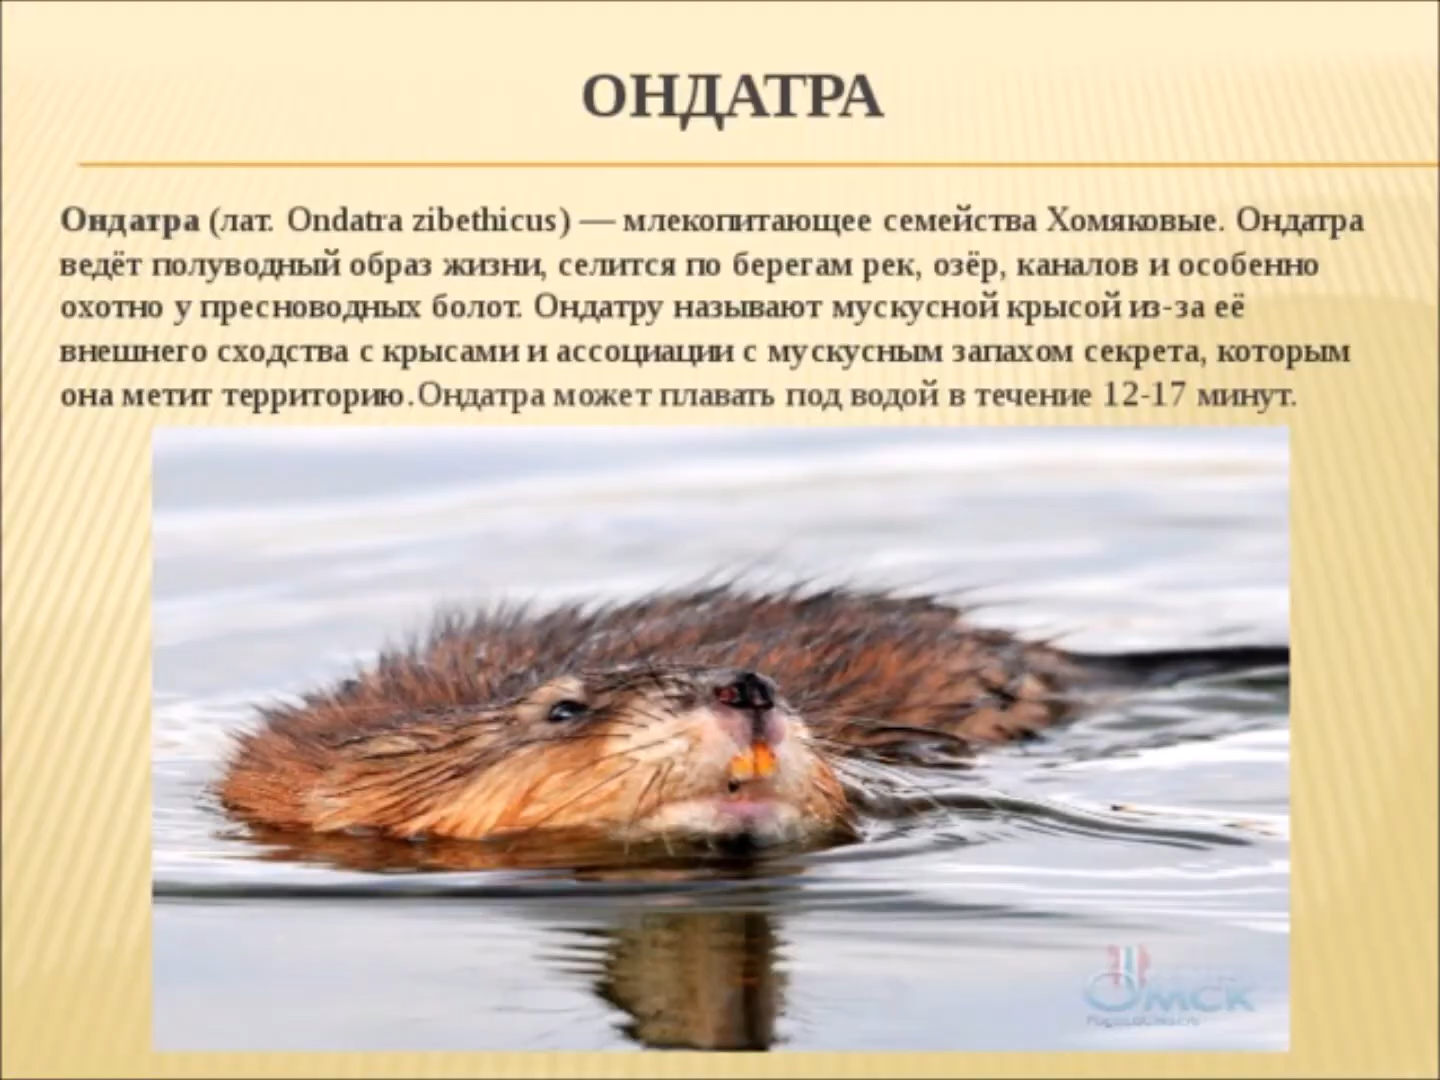 ОНДАТРА
Ондатра (лат. Ondatra zibethicus) — млекопитающее семейства Хомяковые. Ондатра
ведёт полуводный образ жизни, селится по берегам рек, озёр, каналов и особенно
охотно у пресноводных болот. Ондатру называют мускусной крысой из-за её
внешнего сходства с крысами и ассоциации с мускусным запахом секрета, которым
она метит территорию.Ондатра может плавать под водой в течение 12-17 минут.
Омск